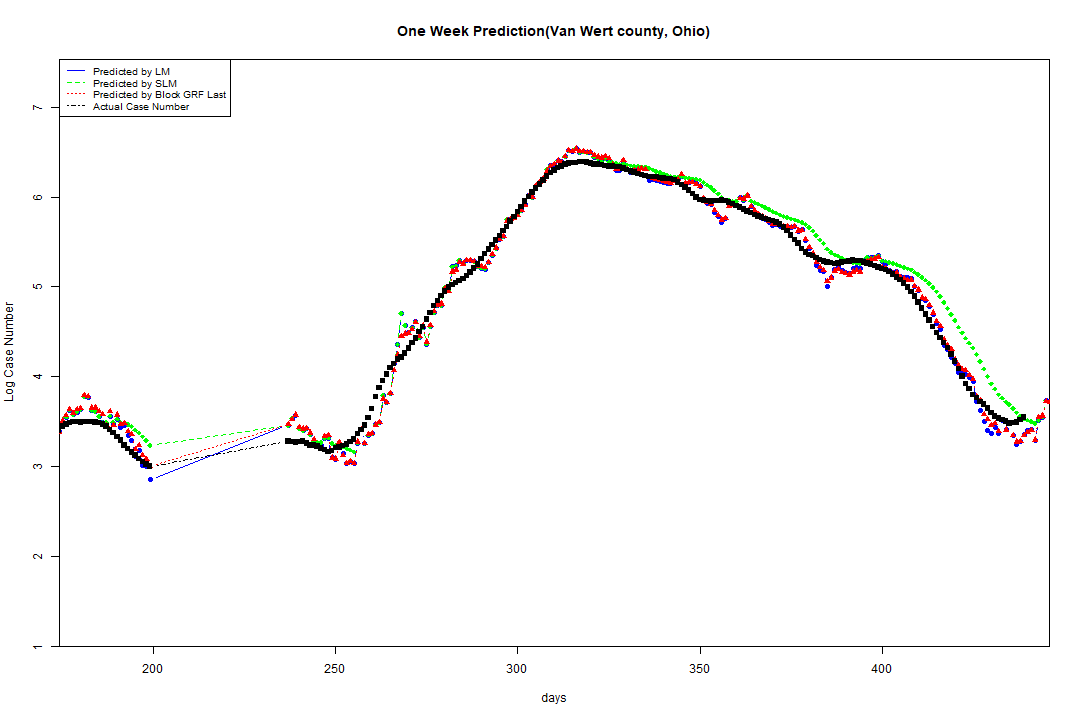 One Week Prediction(Van Wert county, Ohio)
Predicted by LM
Predicted by SLM
Predicted by Block GRF Last
Actual Case Number
7
6
5
4
3
2
1
Log Case Number
200 250 300 350 400
days